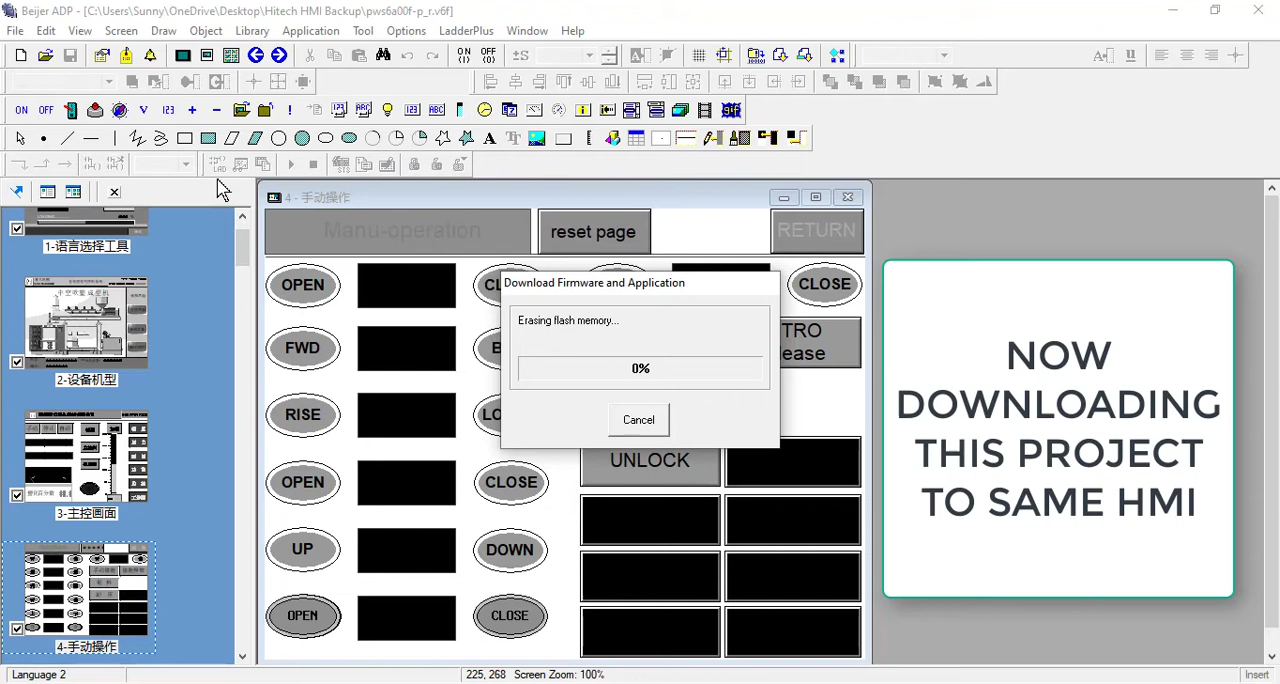 Beijer ADP - [C:\Users\Sunny\OneDrive\Desktop\Hitech HMI Backup\pws6a00f-p_r.v6f]
File Edit View Screen Draw Object Library Application Tool Options LadderPlus Window Help
ON OFF
4 - 手动操作
Manu-operation reset page RETURN
OPEN CLOSE
FWD
RISE
OPEN CLOSE
UP DOWN
OPEN CLOSE
UNLOCK
Download Firmware and Application
Erasing flash memory...
0%
Cancel
1-语言选择工具
2-设备机型
3-主控画面
4-手动操作
NOW
DOWNLOADING
THIS PROJECT
TO SAME HMI
Language 2 225, 268 Screen Zoom: 100% Insert